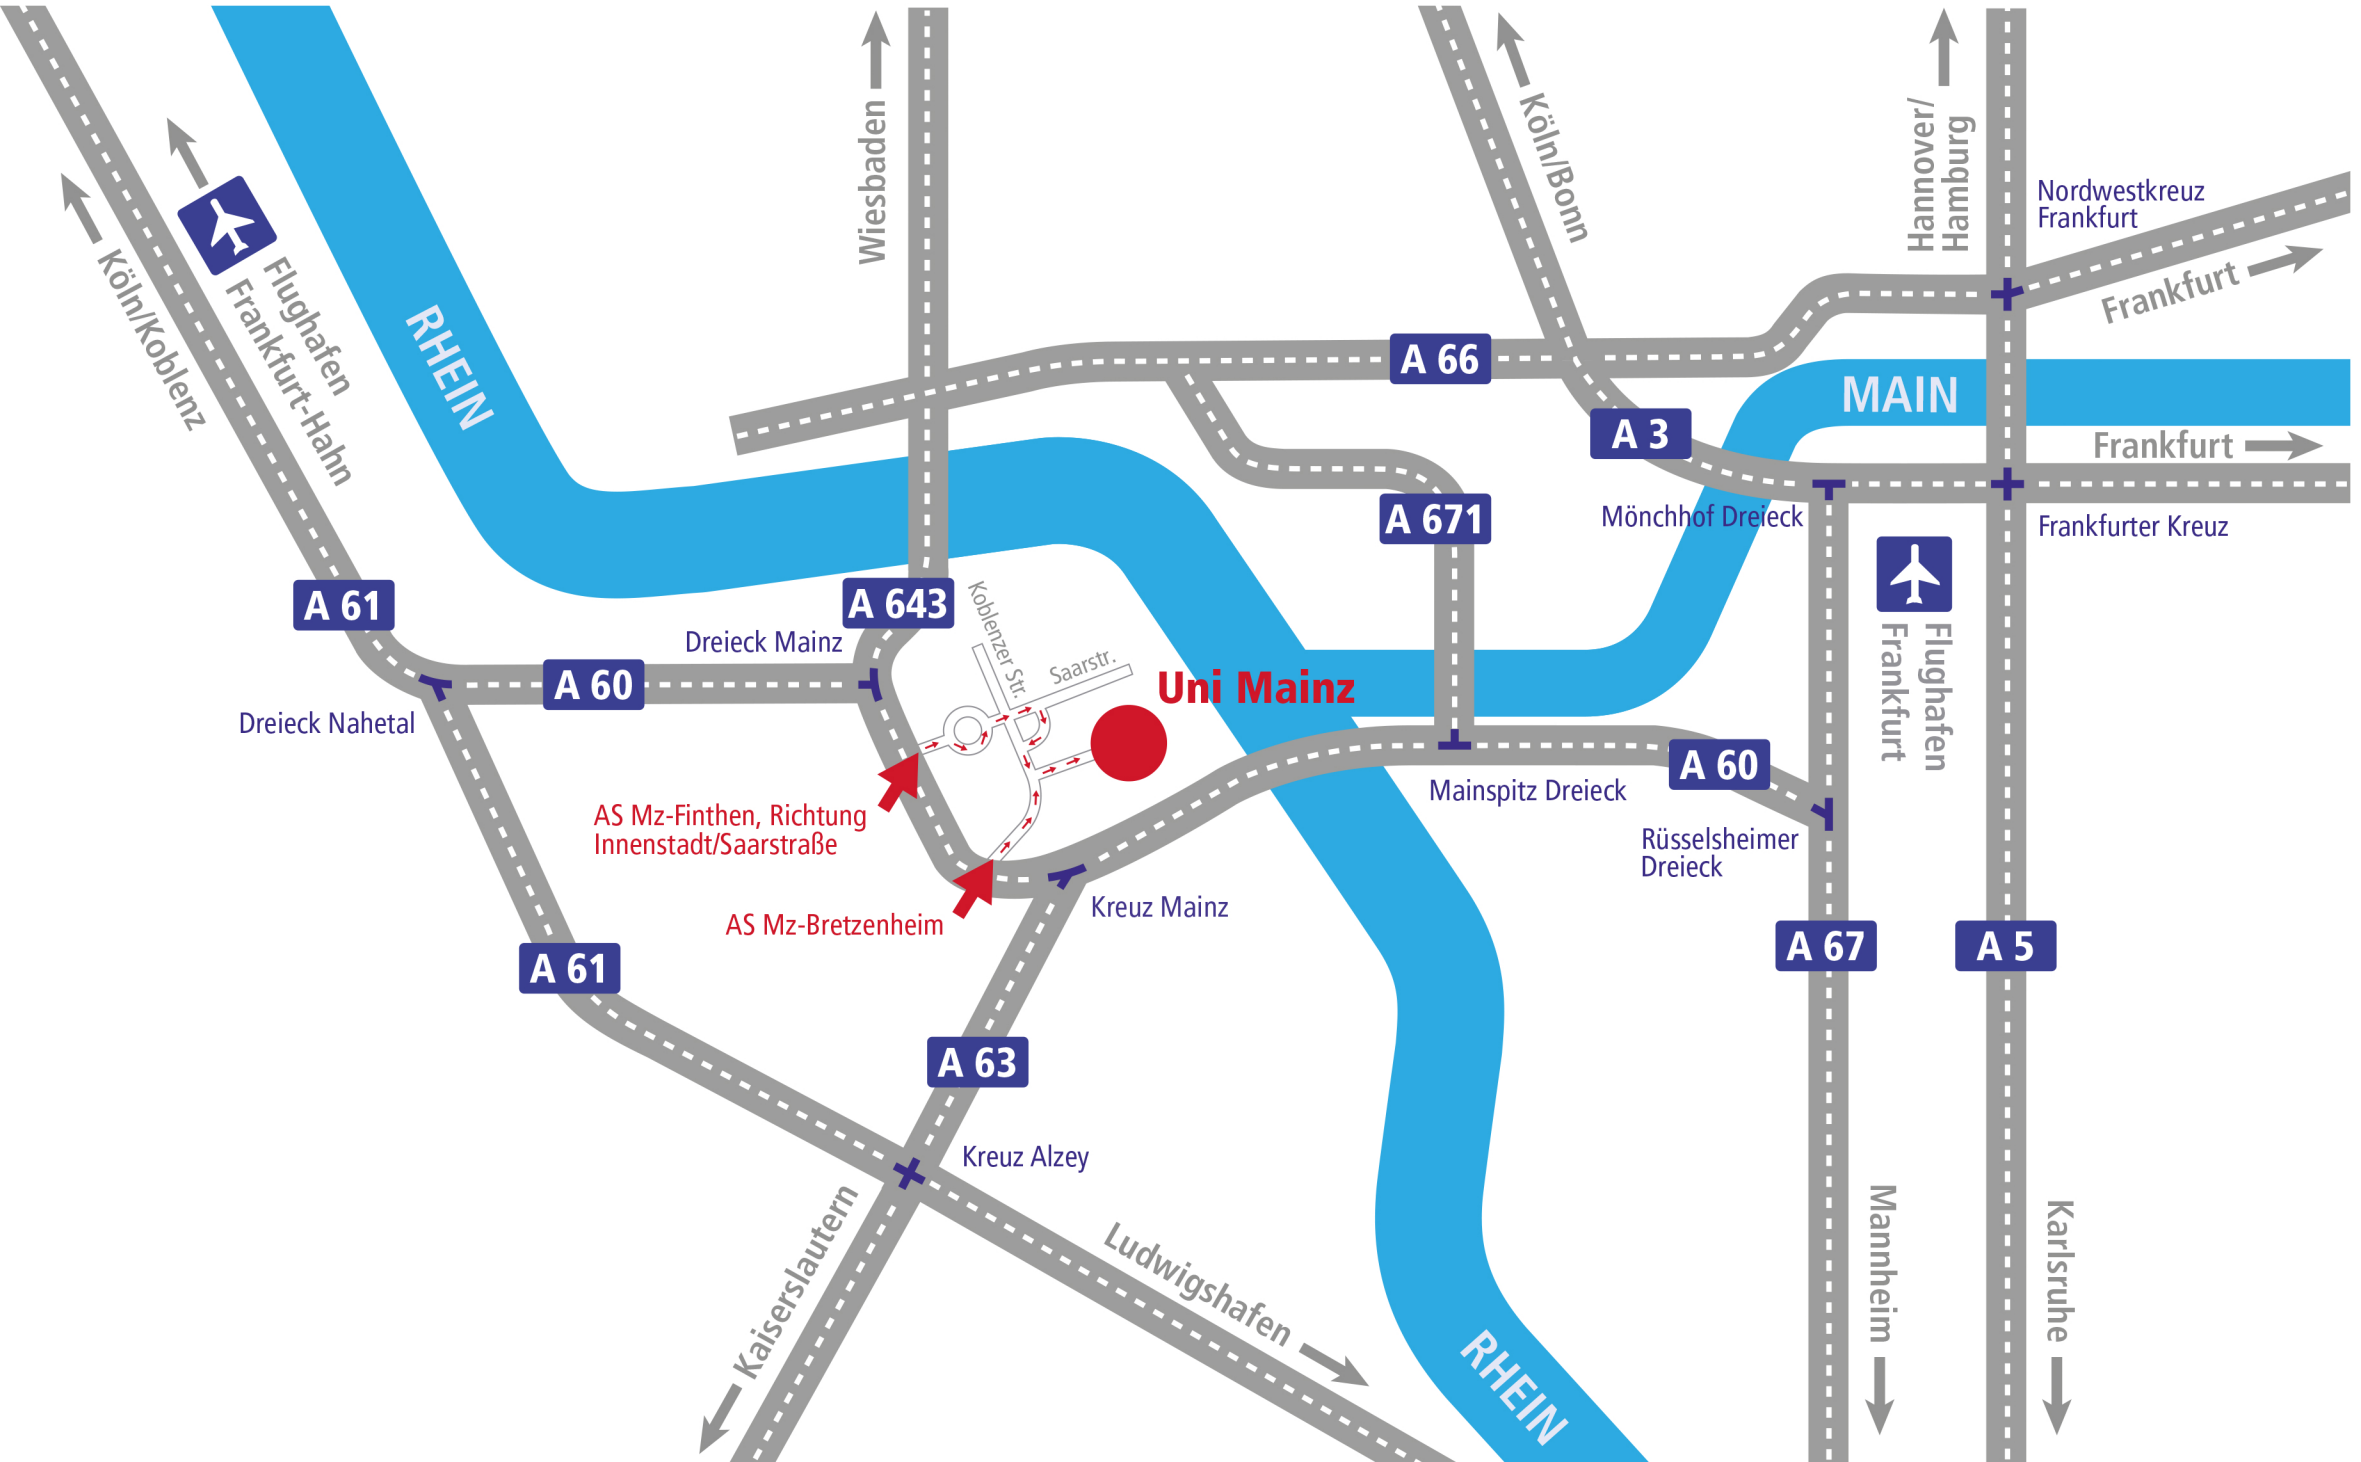 Wiesbaden
Köln/Bonn
Hannover/
Hamburg
Nordwestkreuz
Frankfurt
Frankfurt
Köln/Koblenz
Flughafen
Frankfurt-Hahn
RHEIN
A 66
MAIN
A 3
Frankfurt
A 671
Mönchhof Dreieck
Frankfurter Kreuz
A 61
A 643
Koblenzer Str.
Dreieck Mainz
Saarstr.
Uni Mainz
A 60
Flughafen
Frankfurt
Dreieck Nahetal
A 60
Mainspitz Dreieck
AS Mz-Finthen, Richtung
Innenstadt/Saarstraße
Rüsselsheimer
Dreieck
AS Mz-Bretzenheim
Kreuz Mainz
A 61
A 67
A 5
A 63
Kreuz Alzey
Kaiserslautern
Ludwigshafen
RHEIN
Mannheim
Karlsruhe